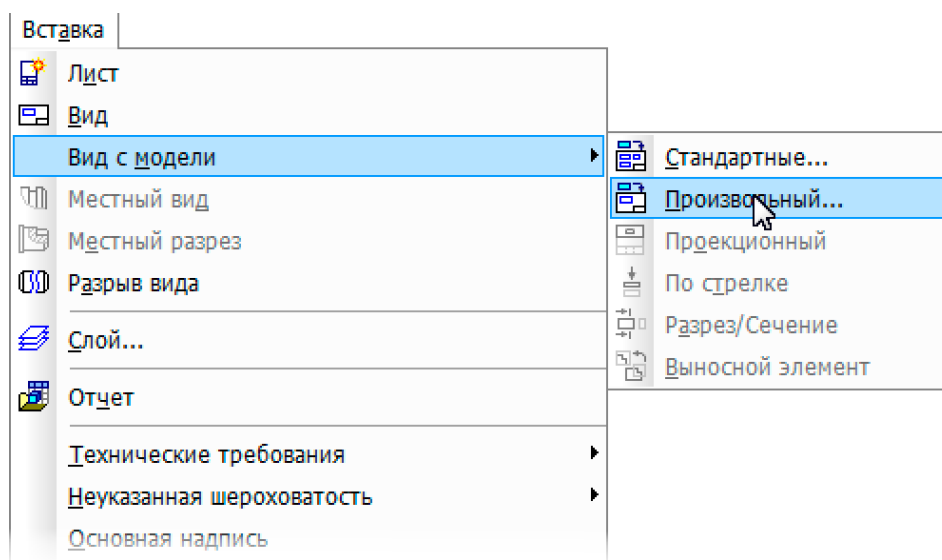 Вставка
Лист
Вид
Вид с модели
Местный вид
Местный разрез
Разрыв вида
Слой...
Отчет
Технические требования
Неуказанная шероховатость
Основная надпись
Стандартные...
Произвольный...
Проекционный
По стрелке
Разрез/Сечение
Выносной элемент